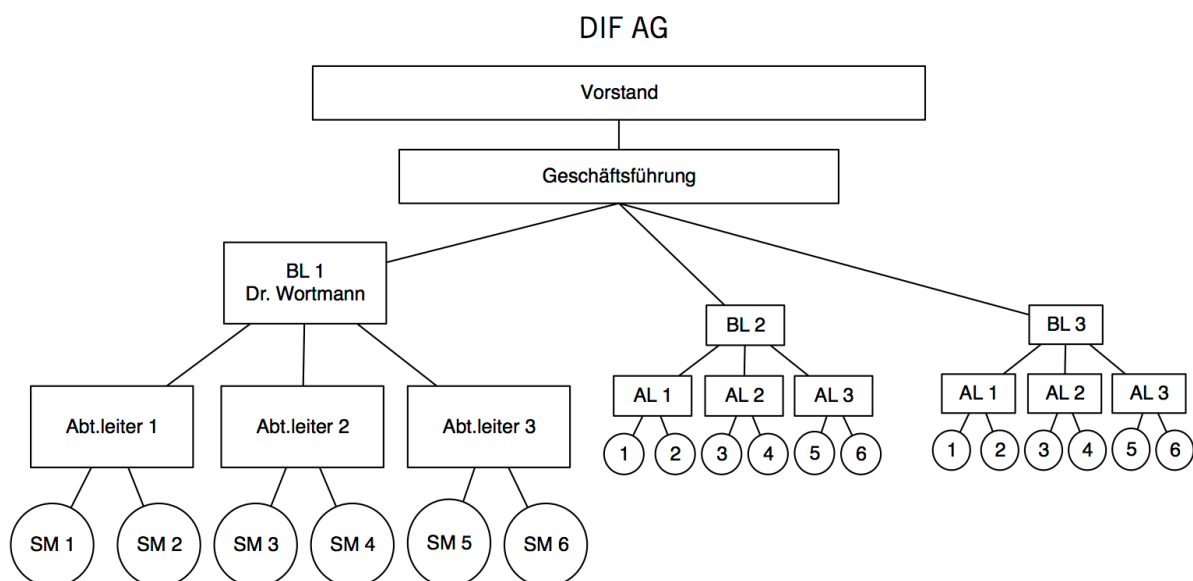 DIF AG
Vorstand
Geschäftsführung
BL 1
Dr. Wortmann
BL 2
BL 3
Abt.leiter 1
Abt.leiter 2
Abt.leiter 3
AL 1
AL 2
AL 3
AL 1
AL 2
AL 3
1
2
3
4
5
6
1
2
3
4
5
6
SM 1
SM 2
SM 3
SM 4
SM 5
SM 6